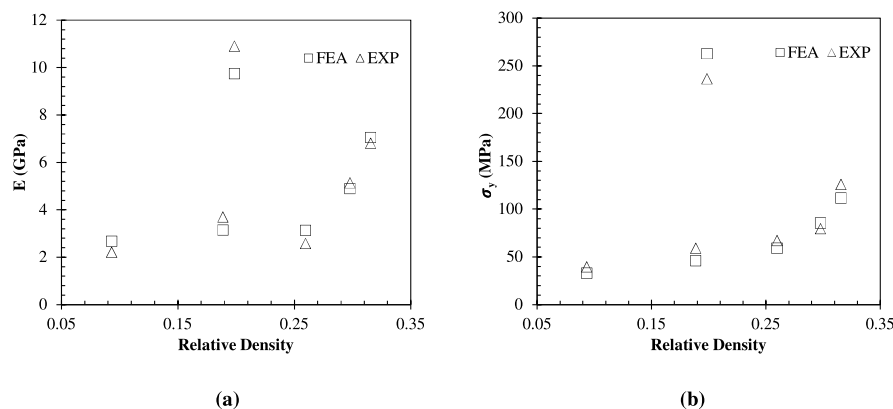 12
10
8
6
4
2
0
E (GPa)
□ FEA △ EXP
0.05 0.15 0.25 0.35
Relative Density
(a)
300
250
200
150
100
50
0
σy (MPa)
□ FEA △ EXP
0.05 0.15 0.25 0.35
Relative Density
(b)